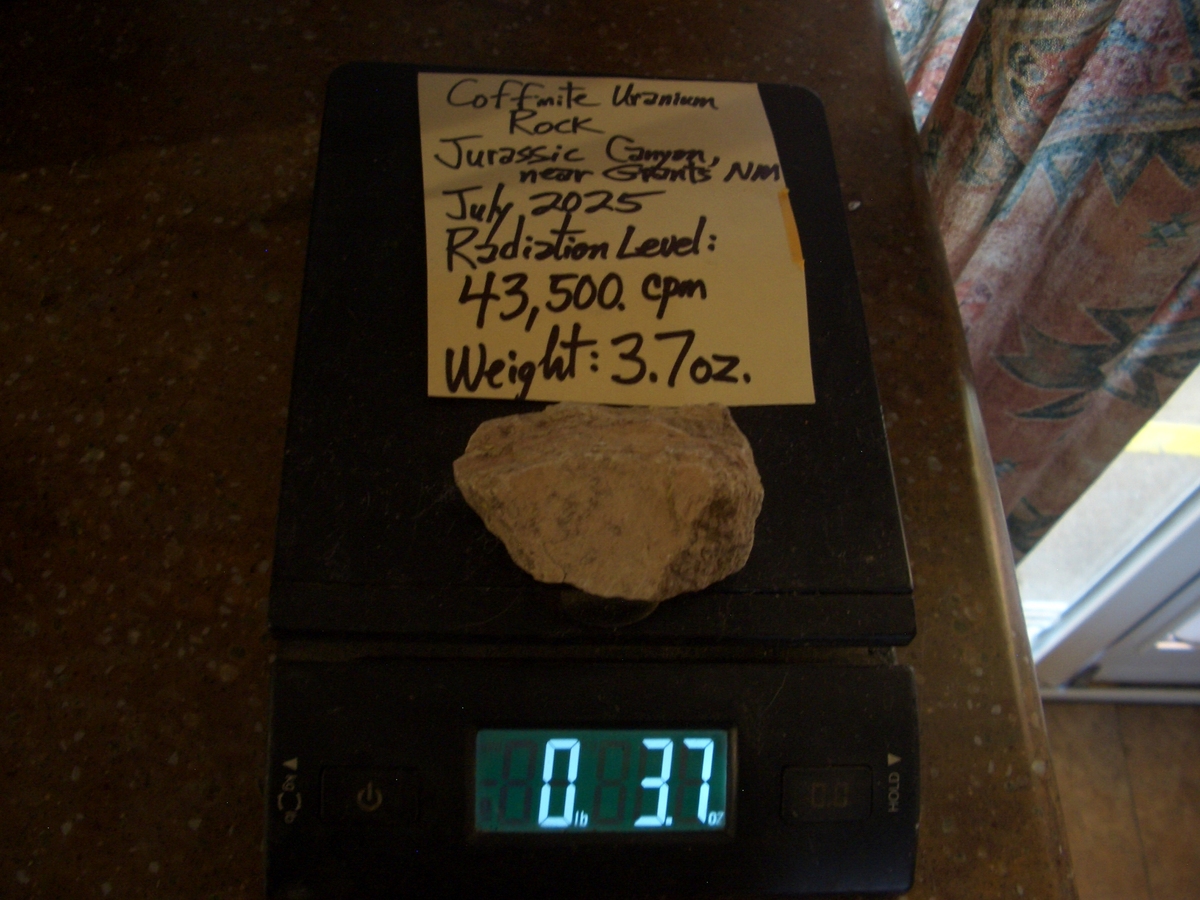 Coffinite Uranium
Rock
Jurassic Canyon,
near Grants NM
July 2025
Radiation Level:
43,500. cpm
Weight: 3.7oz.
0 lb 3.7 oz
HOLD